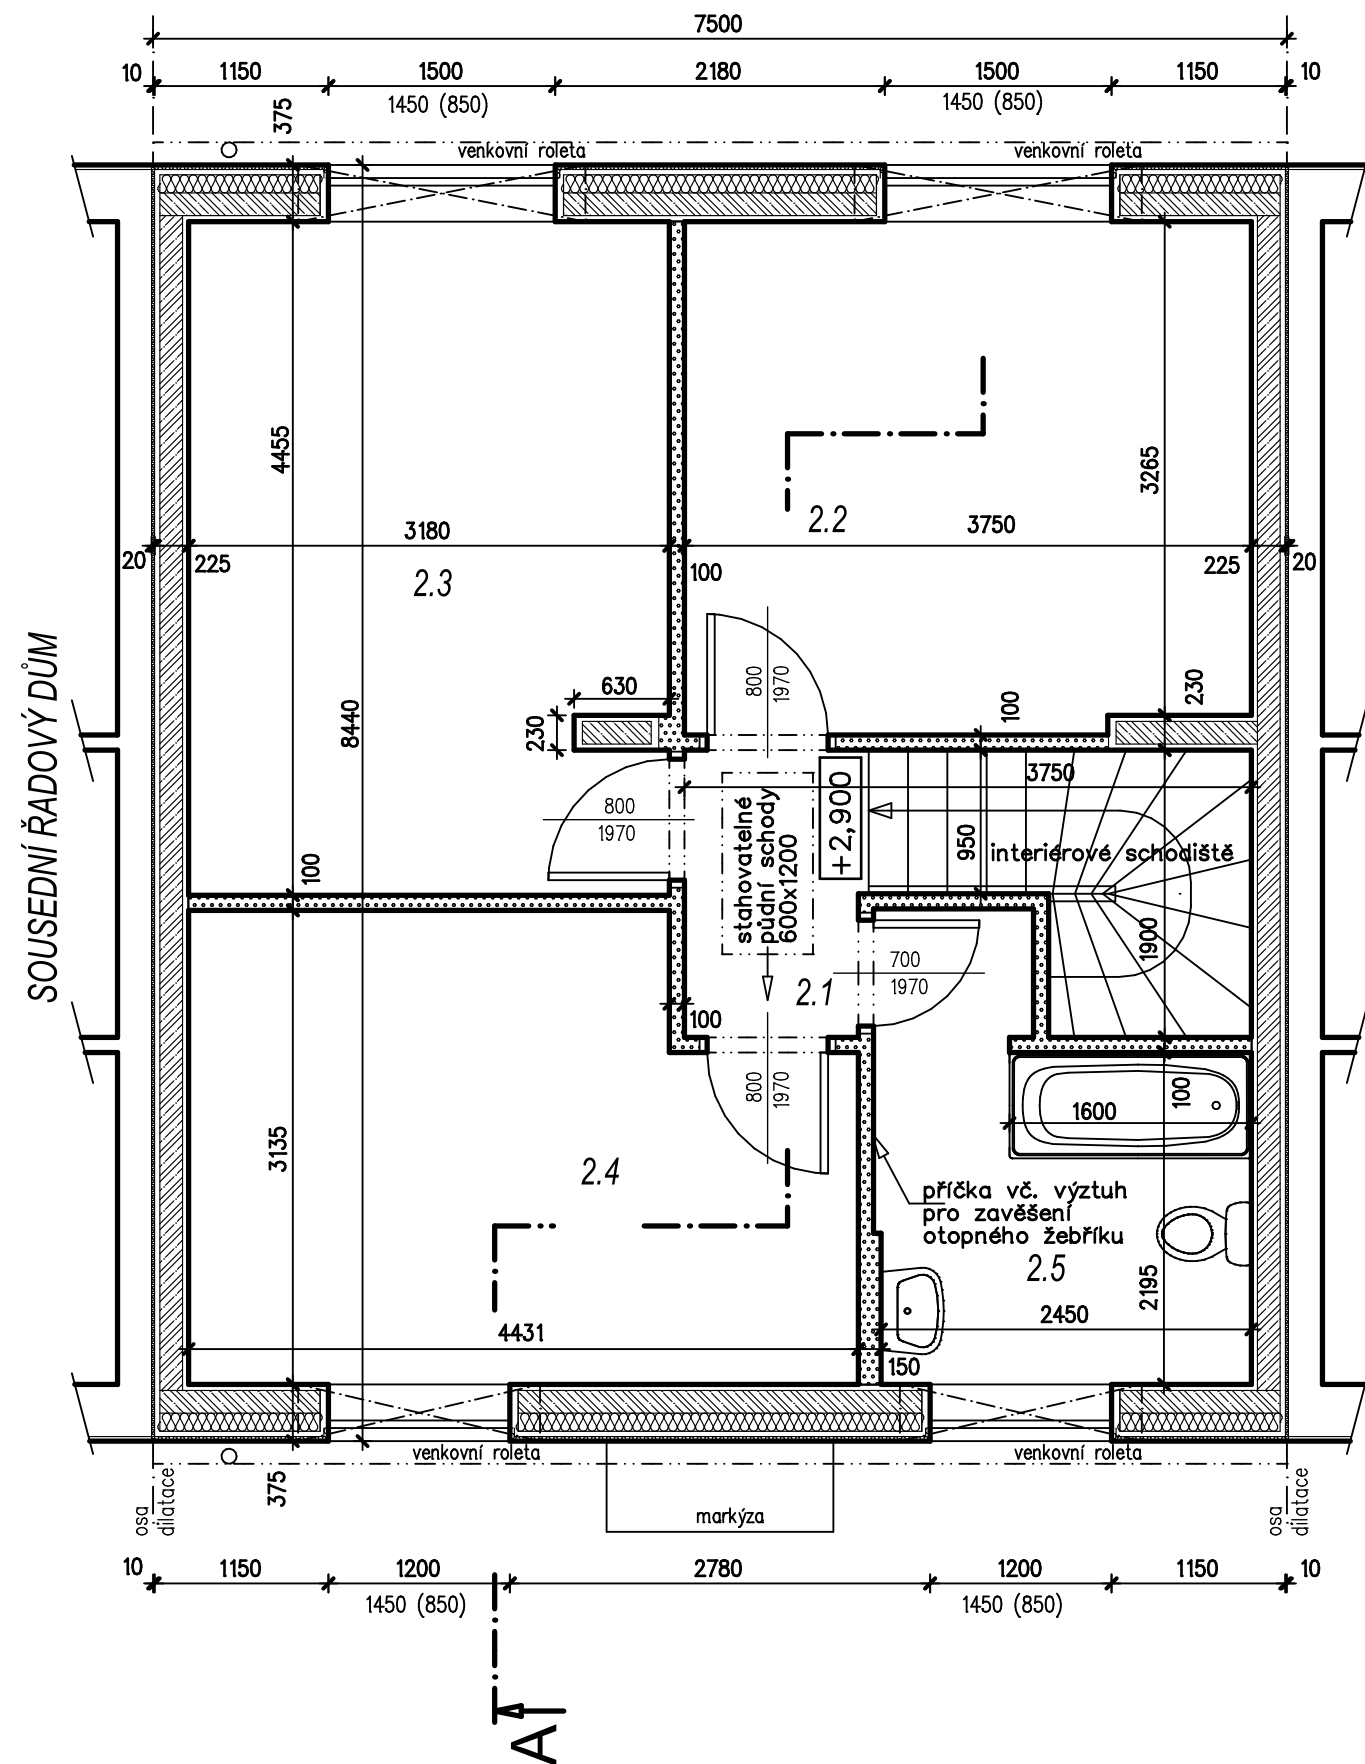 7500
10 1150 1500 2180 1500 1150 10
1450 (850) 1450 (850)
375
venkovní roleta venkovní roleta
4455
3265
3180
2.2
3750
20 225 100 225 20
2.3
SOUSEDNÍ ŘADOVÝ DŮM
8440
630
230
800
1970
100
230
3750
800
1970
stahovatelné
půdní schody
600x1200
+2,900
950
interiérové schodiště
100
1900
700
1970
2.1
100
800
1970
100
1600
3135
2.4
příčka vč. výztuh
pro zavěšení
otopného žebříku
2.5
2195
2450
4431
150
venkovní roleta venkovní roleta
375
osa
dilatace
markýza
osa
dilatace
10 1150 1200 2780 1200 1150 10
1450 (850) 1450 (850)
A